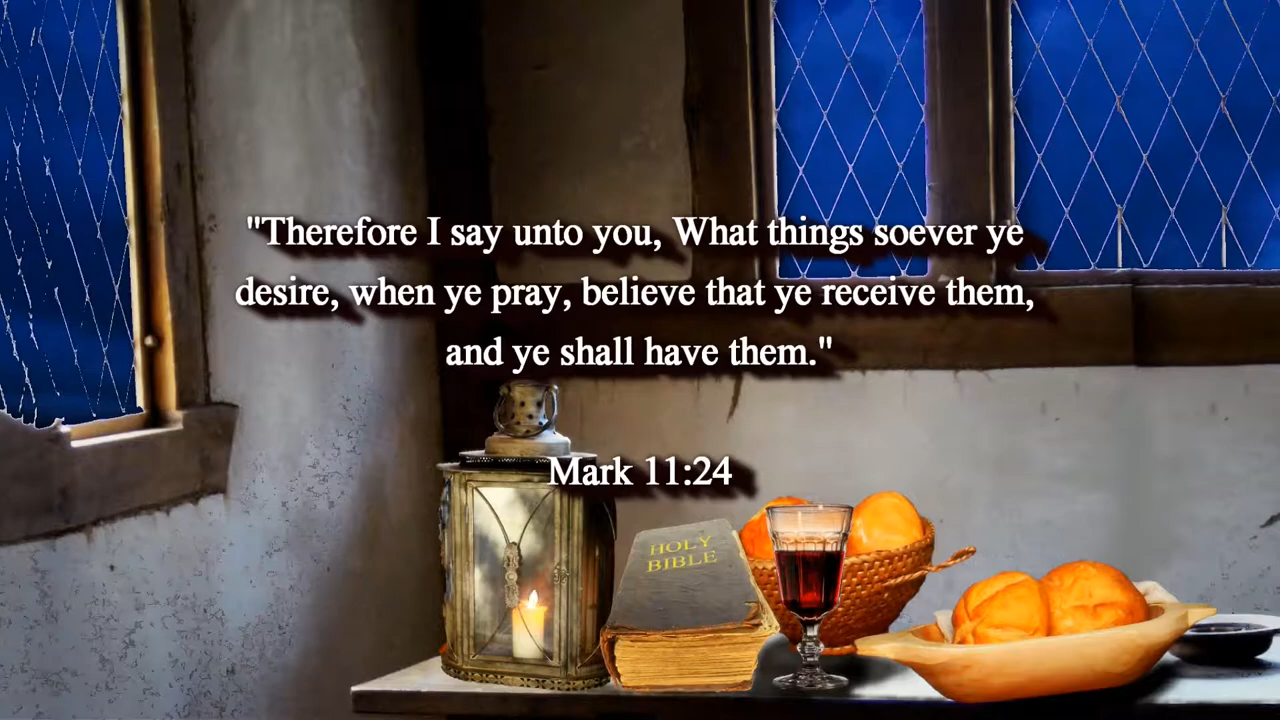 "Therefore I say unto you, What things soever ye
desire, when ye pray, believe that ye receive them,
and ye shall have them."
Mark 11:24
HOLY
BIBLE